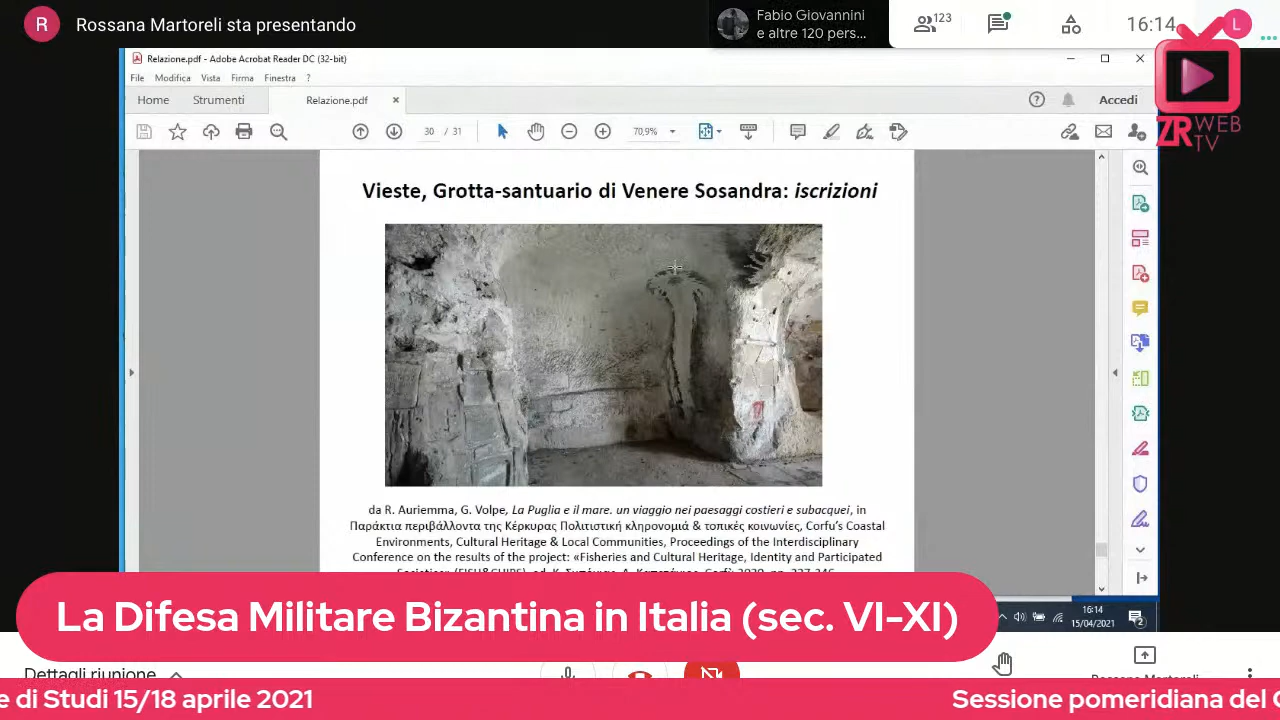 R Rossana Martoreli sta presentando
Fabio Giovannini
e altre 120 pers...
123
16:14
L
ZR WEB TV
Relazione.pdf - Adobe Acrobat Reader DC (32-bit)
File Modifica Vista Firma Finestra ?
Home Strumenti Relazione.pdf × Accedi
30 / 31 70,9%
Vieste, Grotta-santuario di Venere Sosandra: iscrizioni
da R. Auriemma, G. Volpe, La Puglia e il mare. un viaggio nei paesaggi costieri e subacquei, in
Παράκτια περιβάλλοντα της Κέρκυρας Πολιτιστική κληρονομιά & τοπικές κοινωνίες, Corfu's Coastal
Environments, Cultural Heritage & Local Communities, Proceedings of the Interdisciplinary
Conference on the results of the project: «Fisheries and Cultural Heritage, Identity and Participated
16:14
15/04/2021
2
La Difesa Militare Bizantina in Italia (sec. VI-XI)
Dettagli riunione
e di Studi 15/18 aprile 2021
Sessione pomeridiana del